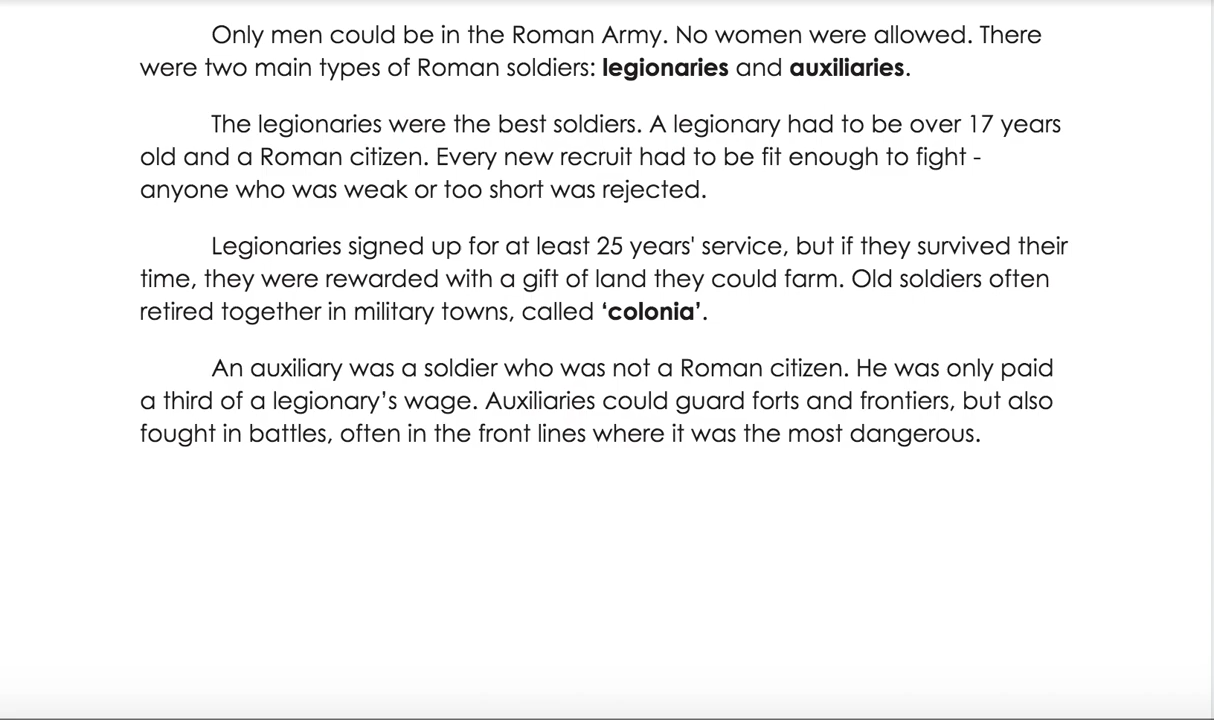 Only men could be in the Roman Army. No women were allowed. There
were two main types of Roman soldiers: legionaries and auxiliaries.
The legionaries were the best soldiers. A legionary had to be over 17 years
old and a Roman citizen. Every new recruit had to be fit enough to fight -
anyone who was weak or too short was rejected.
Legionaries signed up for at least 25 years' service, but if they survived their
time, they were rewarded with a gift of land they could farm. Old soldiers often
retired together in military towns, called ‘colonia’.
An auxiliary was a soldier who was not a Roman citizen. He was only paid
a third of a legionary’s wage. Auxiliaries could guard forts and frontiers, but also
fought in battles, often in the front lines where it was the most dangerous.